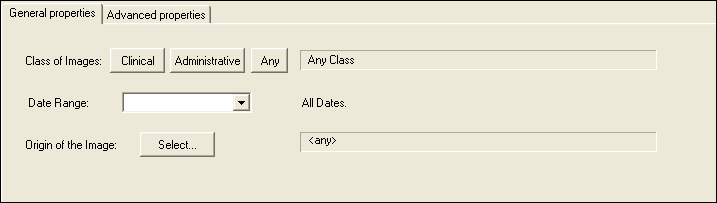 General properties Advanced properties
Class of Images: Clinical Administrative Any Any Class
Date Range: All Dates.
Origin of the Image: Select... <any>